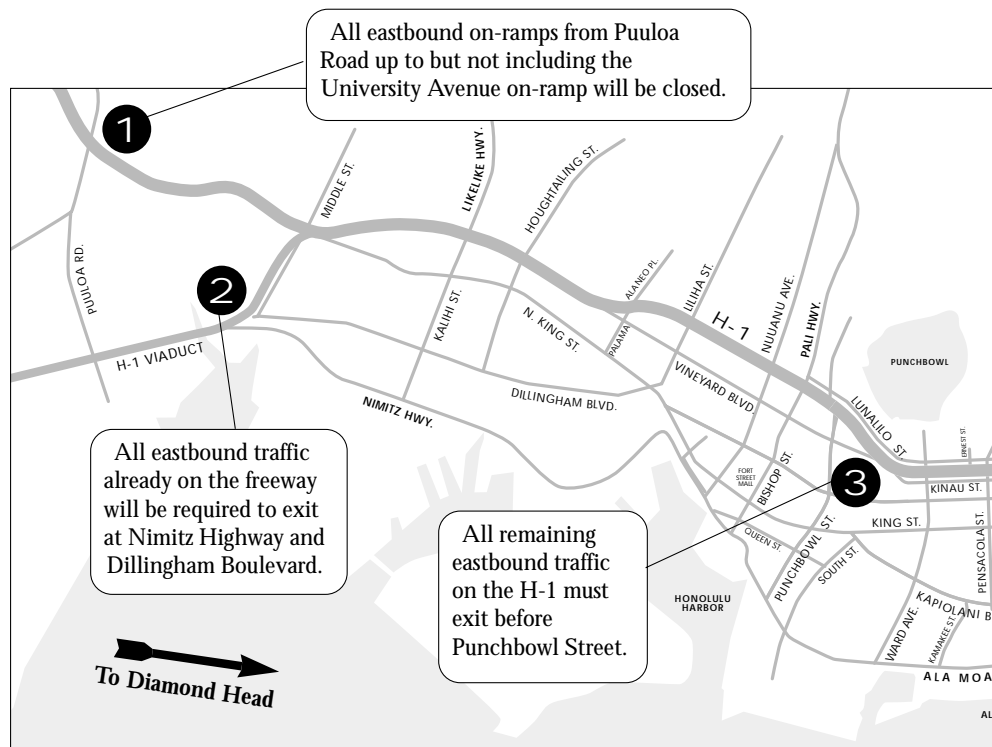 All eastbound on-ramps from Puuloa
Road up to but not including the
University Avenue on-ramp will be closed.
1
MIDDLE ST.
LIKELIKE HWY.
HOUGHTAILING ST.
PUULOA RD.
2
H-1 VIADUCT
KALIHI ST.
N. KING ST.
PALAMA
ALANEO PL.
LILIHA ST.
H-1
NUUANU AVE.
PALI HWY.
PUNCHBOWL
NIMITZ HWY.
DILLINGHAM BLVD.
VINEYARD BLVD.
LUNALILO ST.
ERNEST ST.
All eastbound traffic
already on the freeway
will be required to exit
at Nimitz Highway and
Dillingham Boulevard.
FORT
STREET
MALL
BISHOP ST.
3
KINAU ST.
KING ST.
PENSACOLA ST.
QUEEN ST.
PUNCHBOWL ST.
SOUTH ST.
All remaining
eastbound traffic
on the H-1 must
exit before
Punchbowl Street.
HONOLULU
HARBOR
KAPIOLANI B
WARD AVE.
KAMAKEE ST.
ALA MOA
AL
To Diamond Head